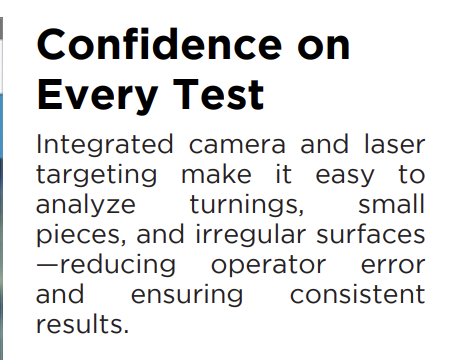 Confidence on
Every Test
Integrated camera and laser
targeting make it easy to
analyze turnings, small
pieces, and irregular surfaces
—reducing operator error
and ensuring consistent
results.